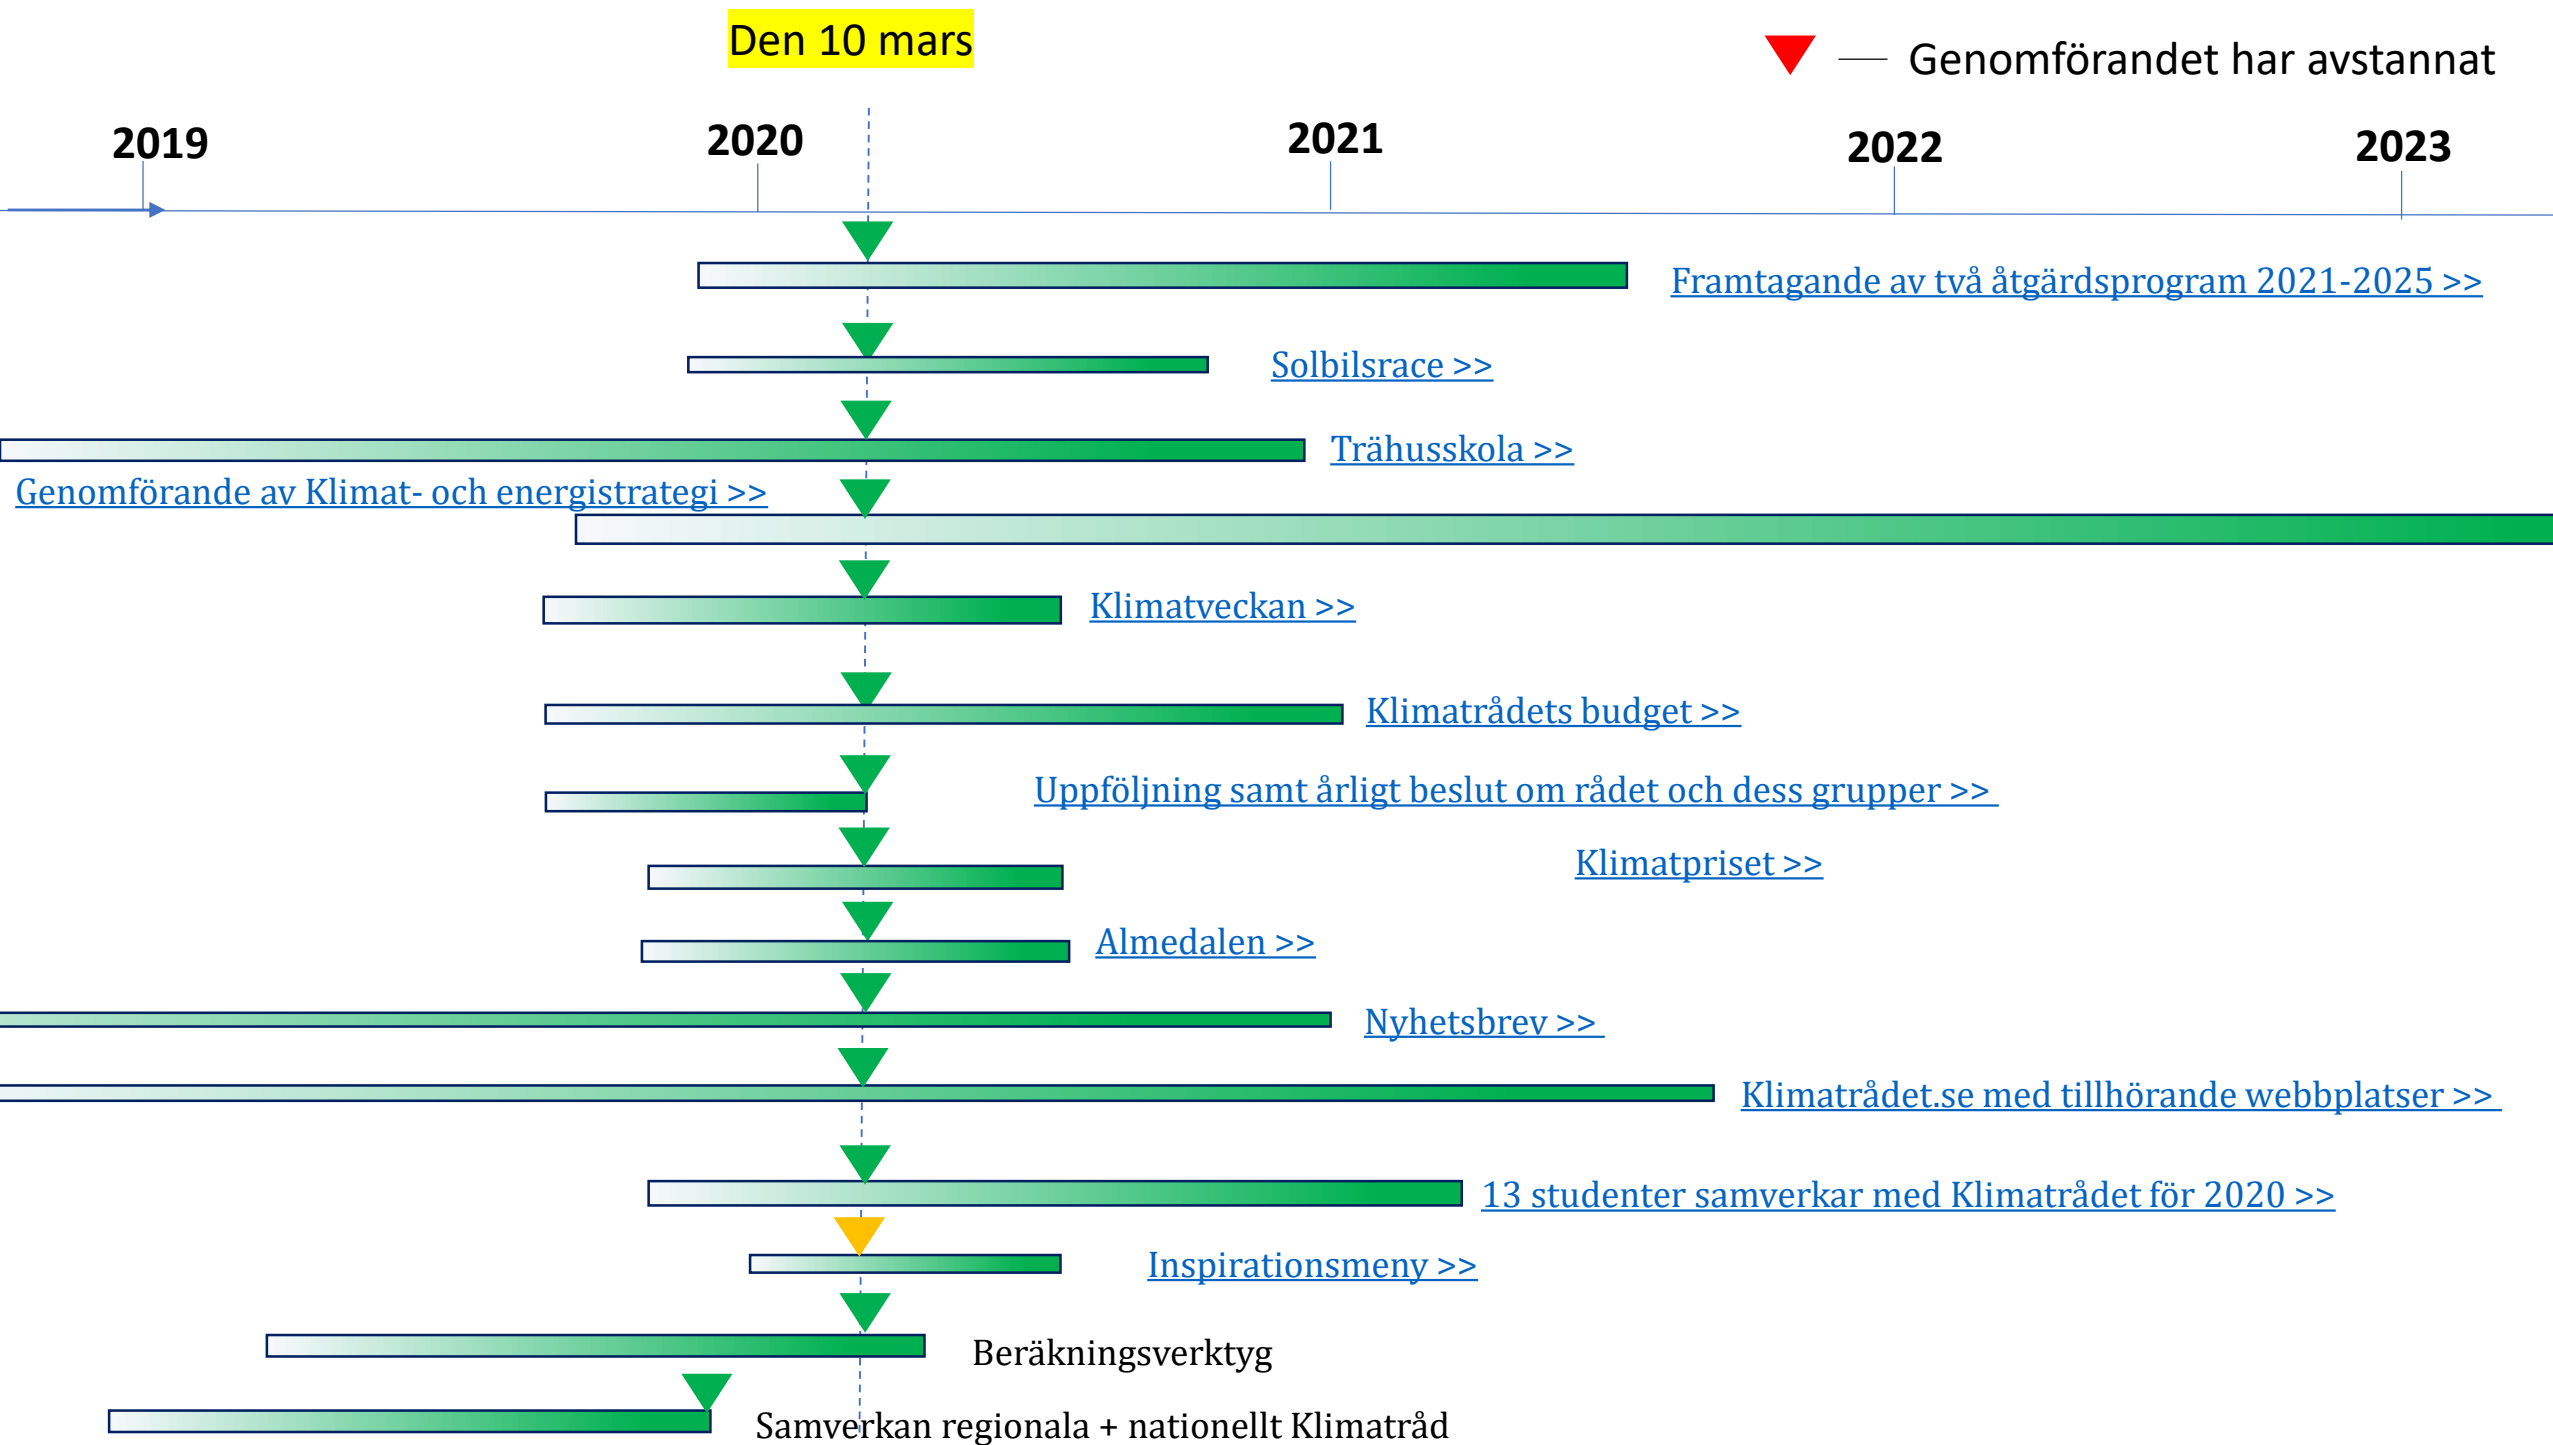 Den 10 mars
Genomförandet har avstannat
2019
2020
2021
2022
2023
Framtagande av två åtgärdsprogram 2021-2025 >>
Solbilsrace >>
Trähusskola >>
Genomförande av Klimat- och energistrategi >>
Klimatveckan >>
Klimatrådets budget >>
Uppföljning samt årligt beslut om rådet och dess grupper >>
Klimatpriset >>
Almedalen >>
Nyhetsbrev >>
Klimatrådet.se med tillhörande webbplatser >>
13 studenter samverkar med Klimatrådet för 2020 >>
Inspirationsmeny >>
Beräkningsverktyg
Samverkan regionala + nationellt Klimatråd